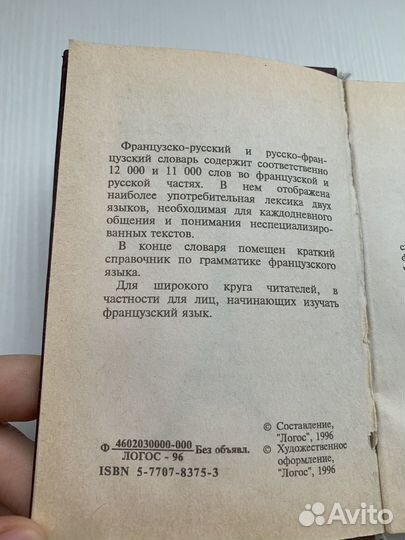 Французско-русский и русско-фран-
цузский словарь содержит соответственно
12 000 и 11 000 слов во французской и
русской частях. В нем отображена
наиболее употребительная лексика двух
языков, необходимая для каждодневного
общения и понимания неспециализиро-
ванных текстов.
В конце словаря помещен краткий
справочник по грамматике французского
языка.
Для широкого круга читателей, в
частности для лиц, начинающих изучать
французский язык.
Ф 4602030000-000 Без объявл.
ЛОГОС - 96
ISBN 5-7707-8375-3
© Составление,
"Логос", 1996
© Художественное
оформление,
"Логос", 1996
Avito